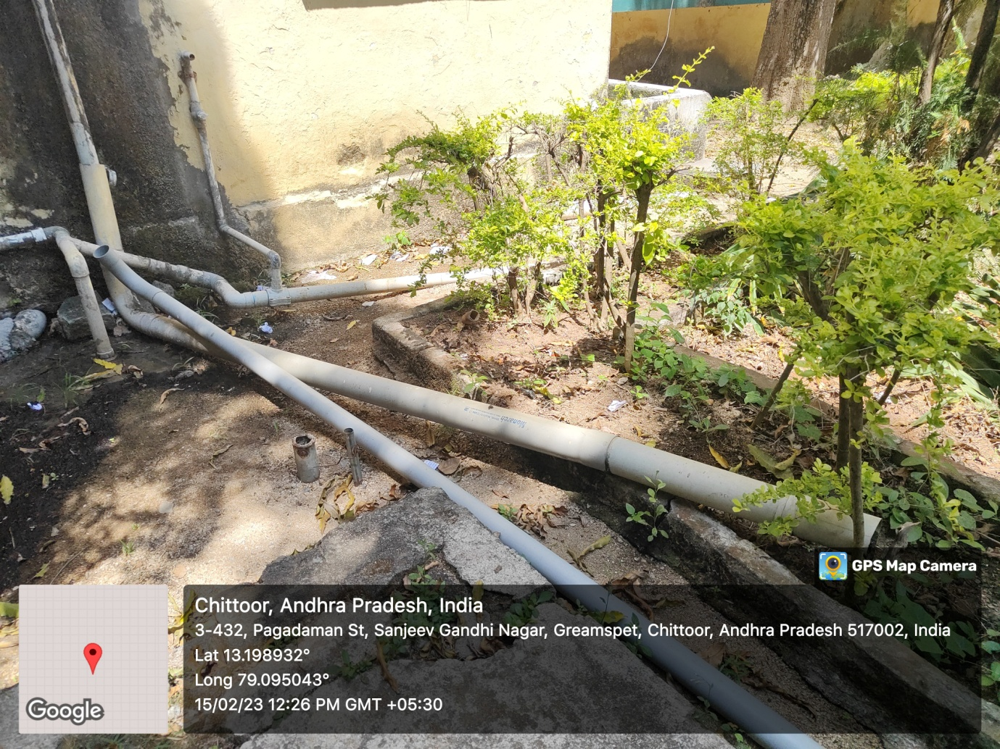 Monarch
GPS Map Camera
Chittoor, Andhra Pradesh, India
3-432, Pagadaman St, Sanjeev Gandhi Nagar, Greamspet, Chittoor, Andhra Pradesh 517002, India
Lat 13.198932°
Long 79.095043°
15/02/23 12:26 PM GMT +05:30
Google